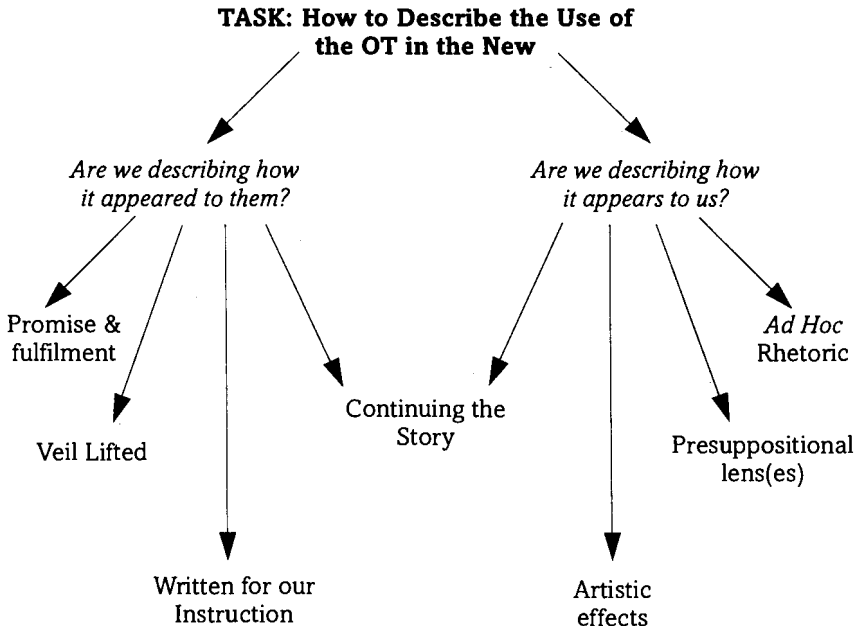 TASK: How to Describe the Use of
the OT in the New
Are we describing how
it appeared to them?
Are we describing how
it appears to us?
Promise &
fulfilment
Ad Hoc
Rhetoric
Continuing the
Story
Veil Lifted
Presuppositional
lens(es)
Written for our
Instruction
Artistic
effects